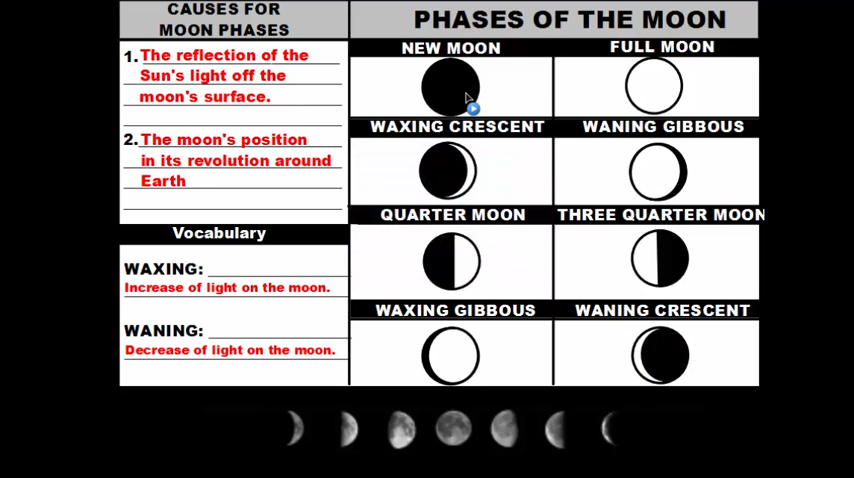 CAUSES FOR
MOON PHASES
1. The reflection of the
Sun's light off the
moon's surface.
2. The moon's position
in its revolution around
Earth
Vocabulary
WAXING:
Increase of light on the moon.
WANING:
Decrease of light on the moon.
PHASES OF THE MOON
NEW MOON
FULL MOON
WAXING CRESCENT
WANING GIBBOUS
QUARTER MOON
THREE QUARTER MOON
WAXING GIBBOUS
WANING CRESCENT